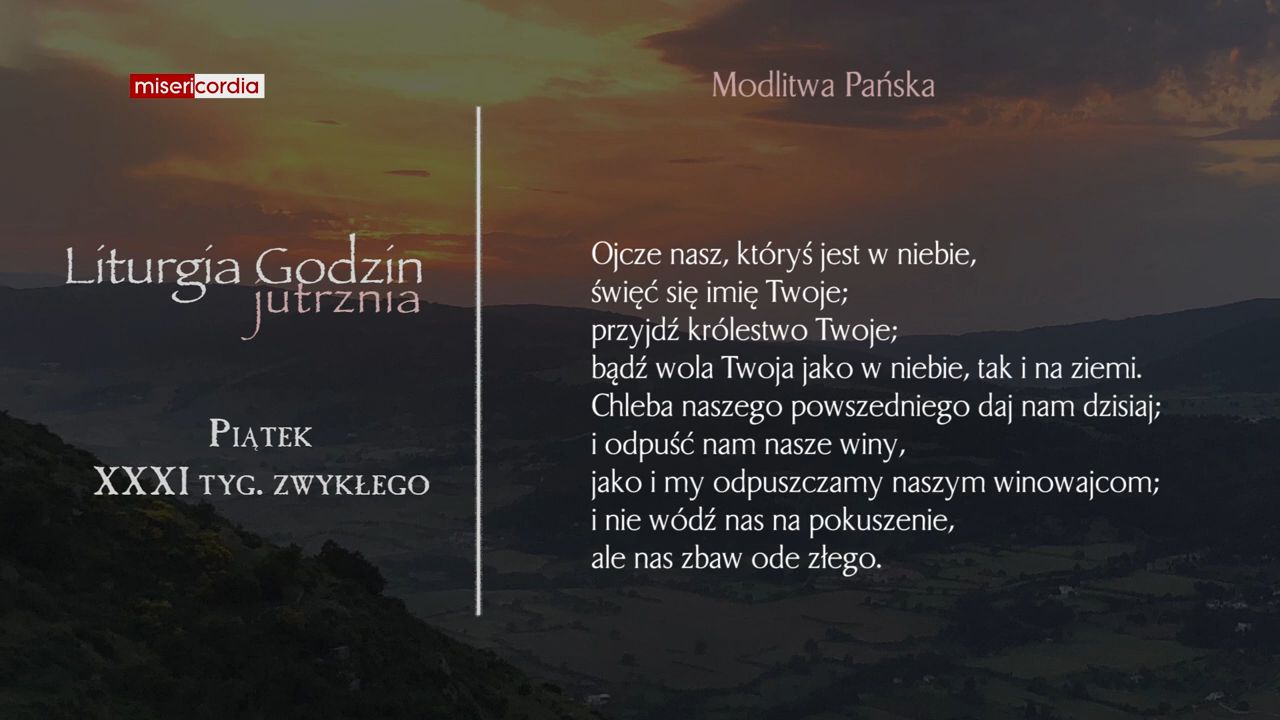 misericordia
Liturgia Godzin
jutrznia
Piątek
XXXI tyg. zwykłego
Modlitwa Pańska
Ojcze nasz, któryś jest w niebie,
święć się imię Twoje;
przyjdź królestwo Twoje;
bądź wola Twoja jako w niebie, tak i na ziemi.
Chleba naszego powszedniego daj nam dzisiaj;
i odpuść nam nasze winy,
jako i my odpuszczamy naszym winowajcom;
i nie wódź nas na pokuszenie,
ale nas zbaw ode złego.